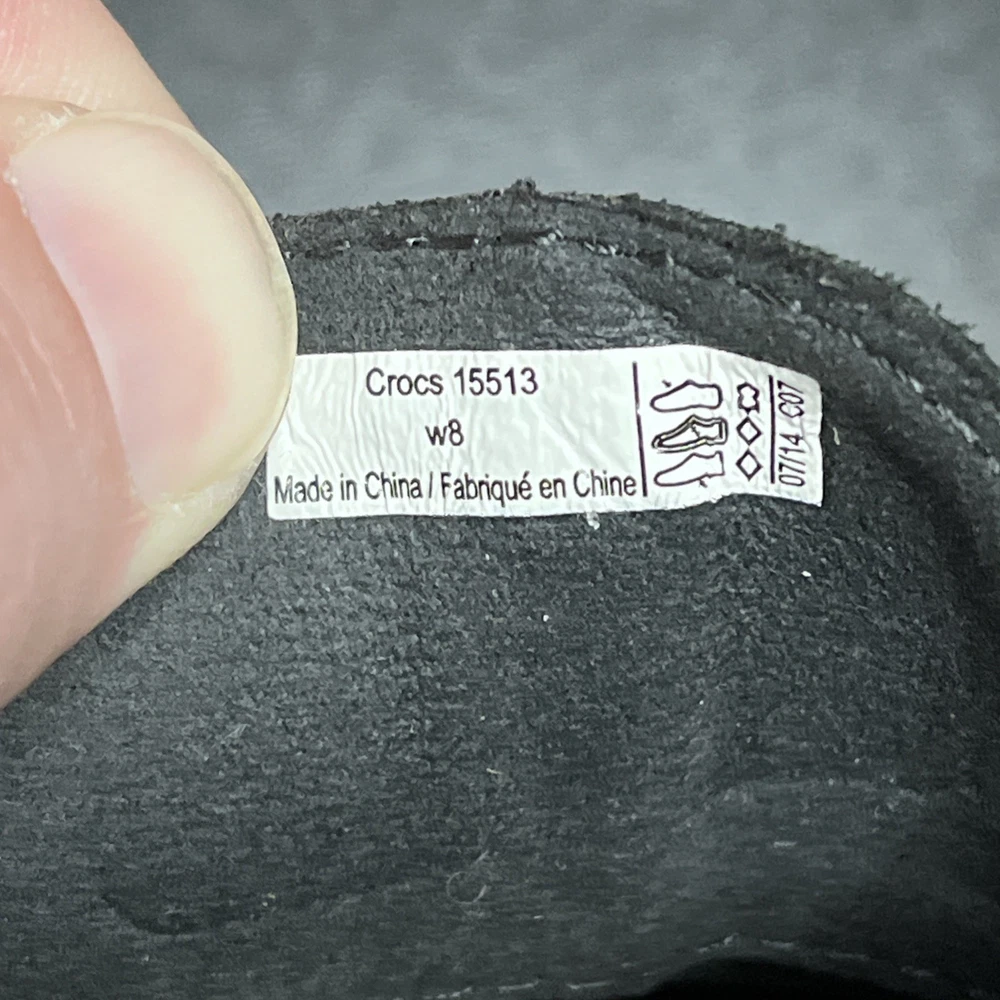 Crocs 15513
w8
Made in China / Fabriqué en Chine
07/14 C07